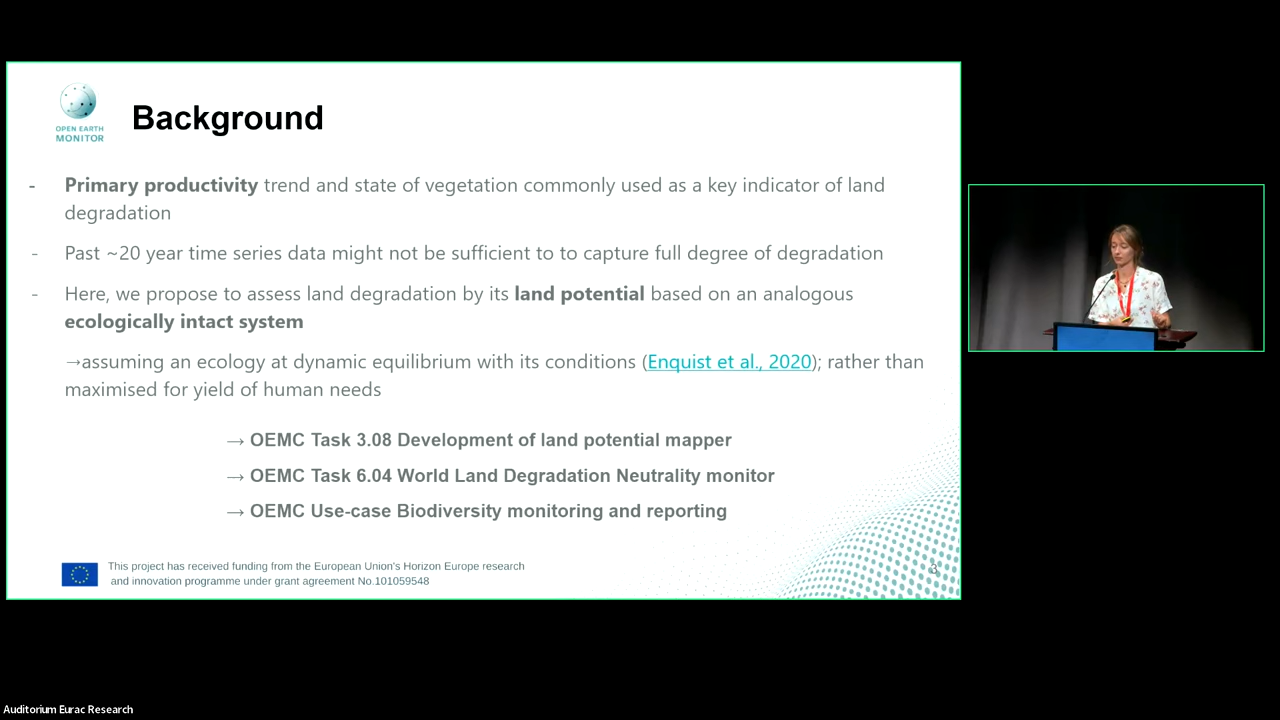 OPEN EARTH
MONITOR
Background
- Primary productivity trend and state of vegetation commonly used as a key indicator of land
degradation
- Past ~20 year time series data might not be sufficient to to capture full degree of degradation
- Here, we propose to assess land degradation by its land potential based on an analogous
ecologically intact system
→assuming an ecology at dynamic equilibrium with its conditions (Enquist et al., 2020); rather than
maximised for yield of human needs
→ OEMC Task 3.08 Development of land potential mapper
→ OEMC Task 6.04 World Land Degradation Neutrality monitor
→ OEMC Use-case Biodiversity monitoring and reporting
This project has received funding from the European Union's Horizon Europe research
and innovation programme under grant agreement No.101059548
3
Auditorium Eurac Research